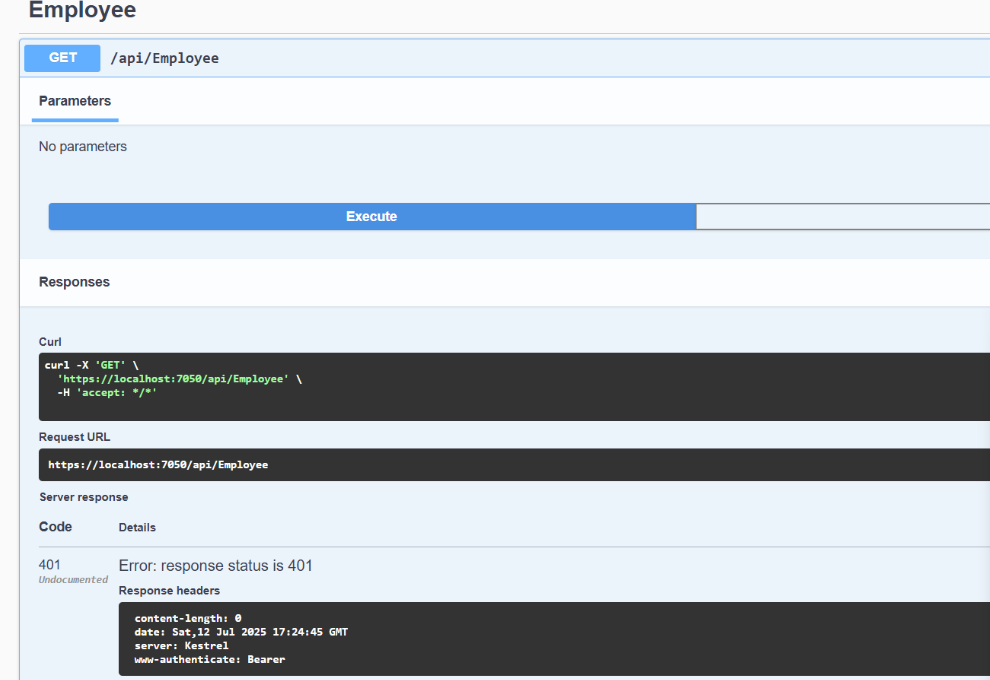 Employee
GET /api/Employee
Parameters
No parameters
Execute
Responses
Curl
curl -X 'GET' \
'https://localhost:7050/api/Employee' \
-H 'accept: */*'
Request URL
https://localhost:7050/api/Employee
Server response
Code Details
401 Error: response status is 401
Undocumented
Response headers
content-length: 0
date: Sat,12 Jul 2025 17:24:45 GMT
server: Kestrel
www-authenticate: Bearer